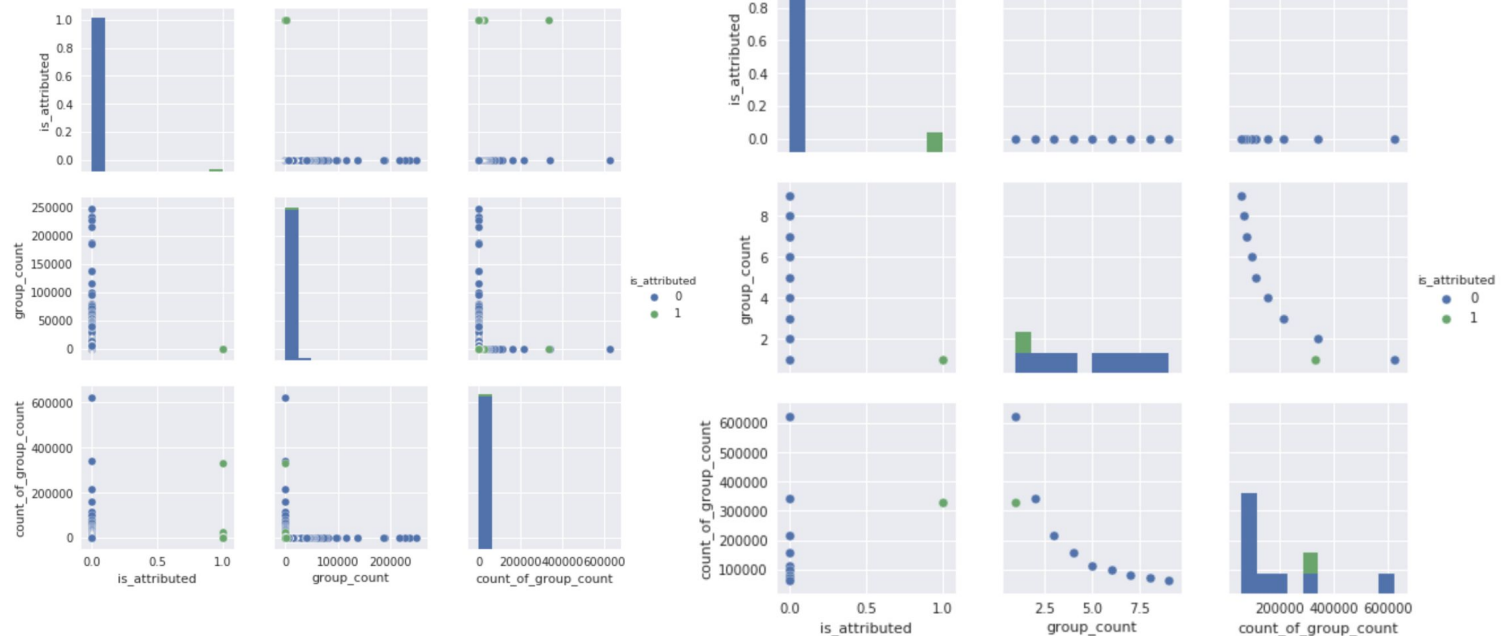 1.0
0.8
0.6
0.4
0.2
0.0
is_attributed
250000
200000
150000
100000
50000
0
group_count
600000
400000
200000
0
count_of_group_count
0.0 0.5 1.0
is_attributed
0 100000 200000
group_count
0 200000400000600000
count_of_group_count
is_attributed
0
1
0.8
0.6
0.4
0.2
0.0
is_attributed
8
6
4
2
group_count
600000
500000
400000
300000
200000
100000
count_of_group_count
0.0 0.5 1.0
is_attributed
2.5 5.0 7.5
group_count
200000 400000 600000
count_of_group_count
is_attributed
0
1